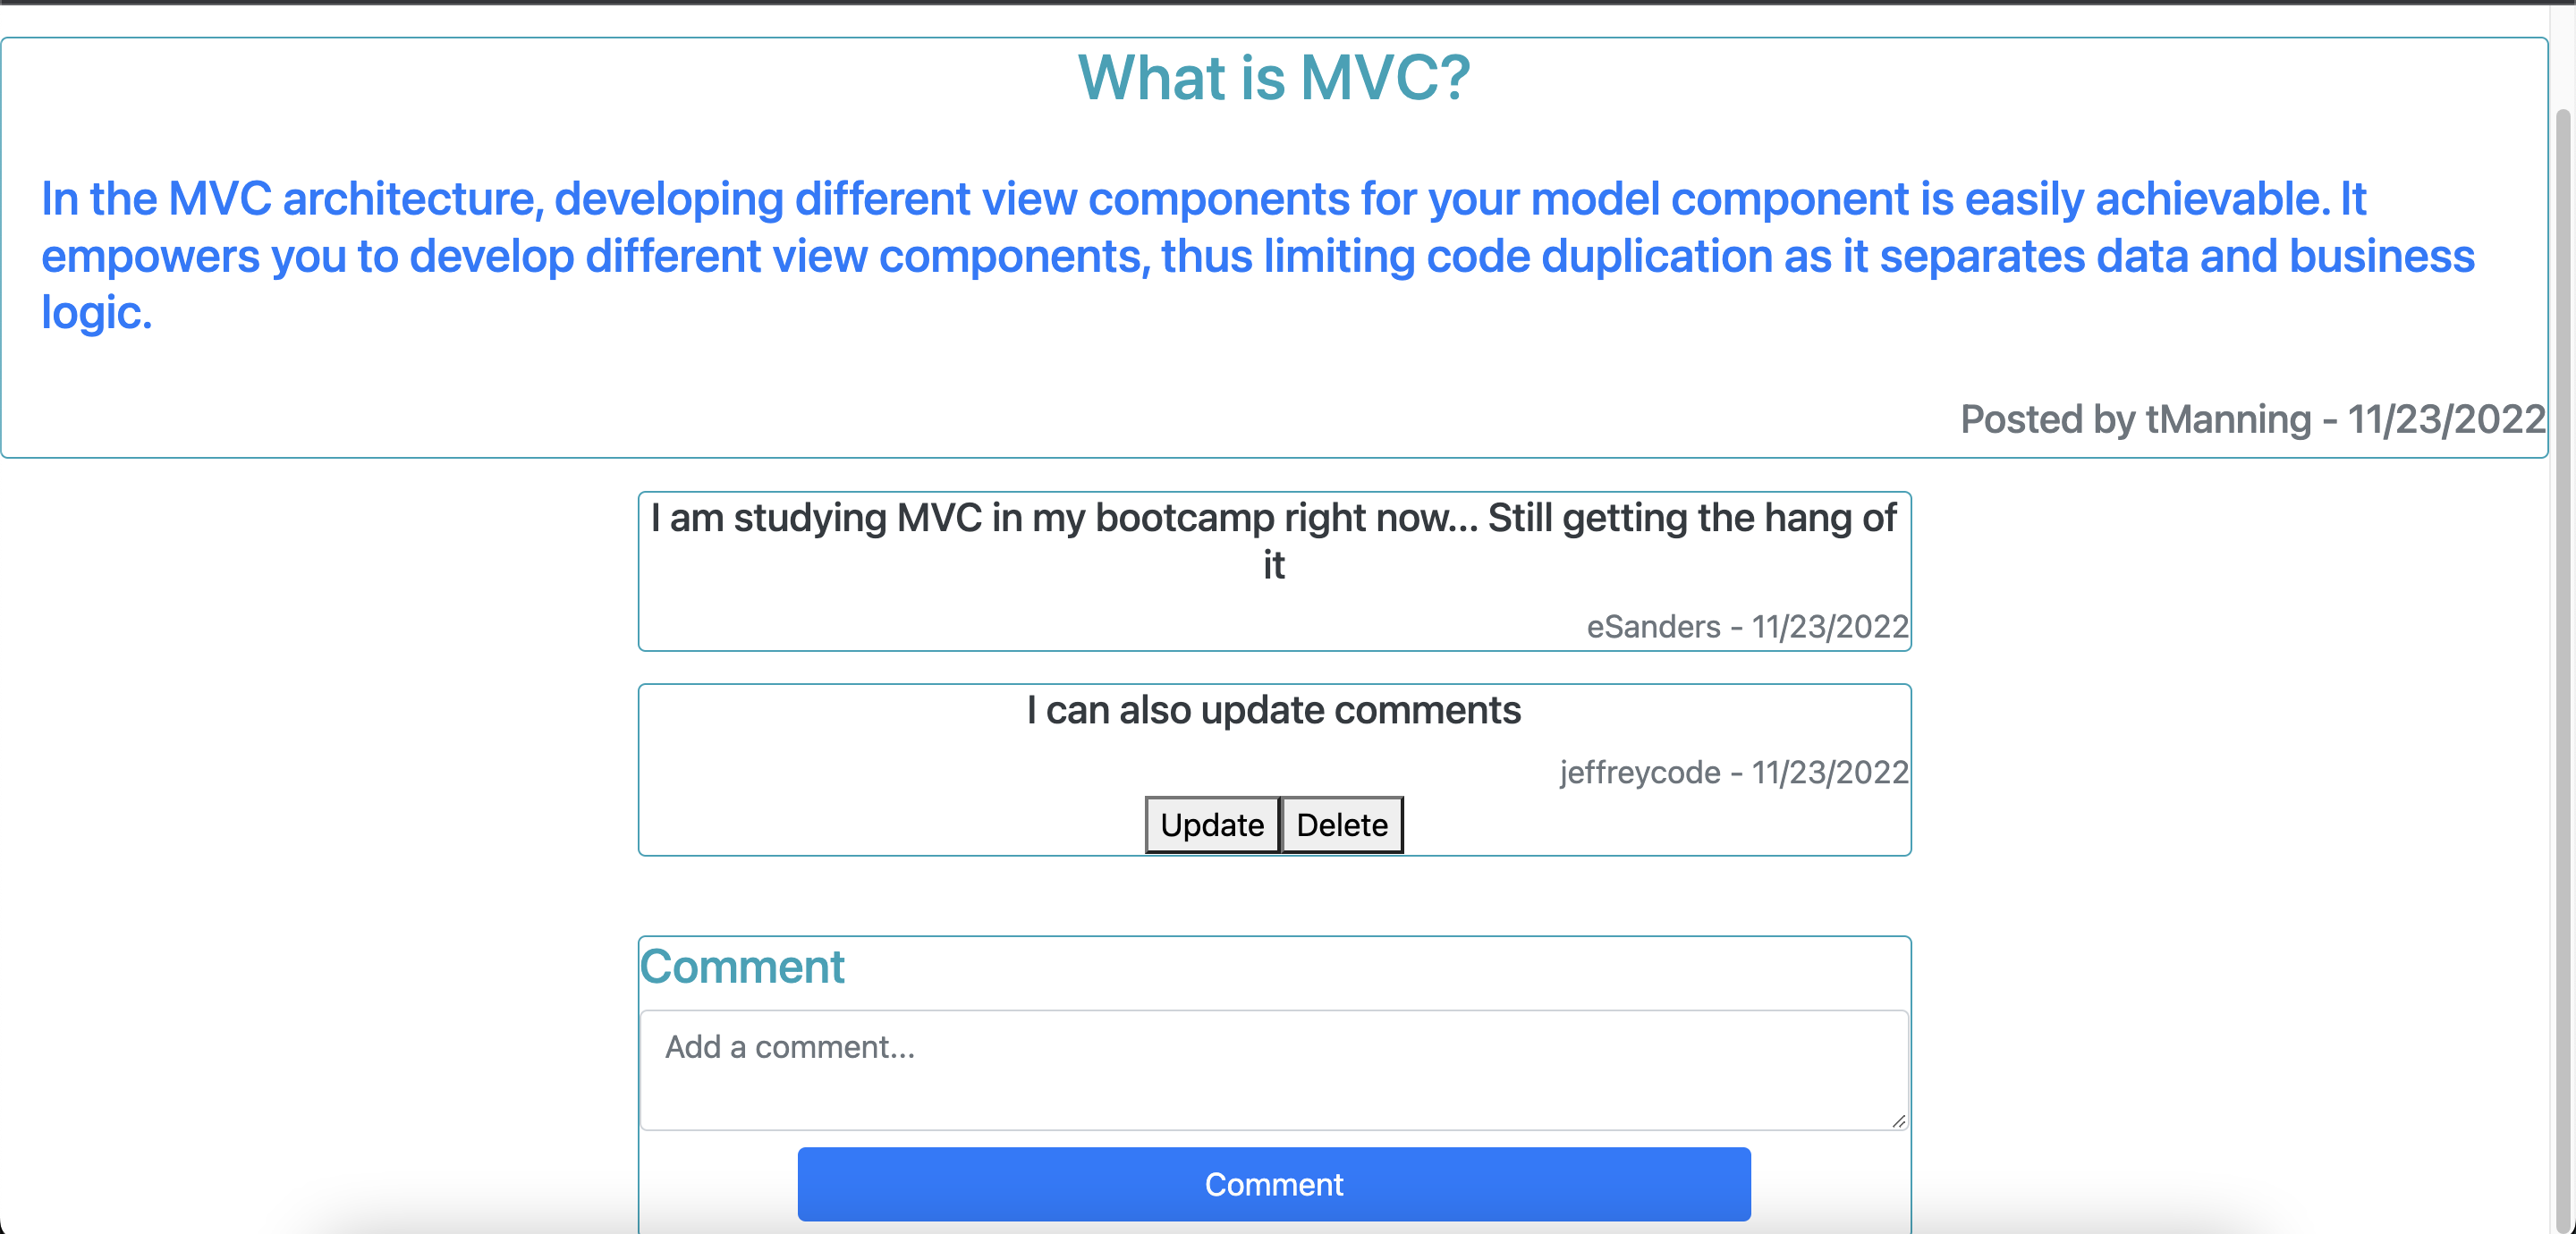 What is MVC?
In the MVC architecture, developing different view components for your model component is easily achievable. It
empowers you to develop different view components, thus limiting code duplication as it separates data and business
logic.
Posted by tManning - 11/23/2022
I am studying MVC in my bootcamp right now... Still getting the hang of
it
eSanders - 11/23/2022
I can also update comments
jeffreycode - 11/23/2022
Update Delete
Comment
Add a comment...
Comment